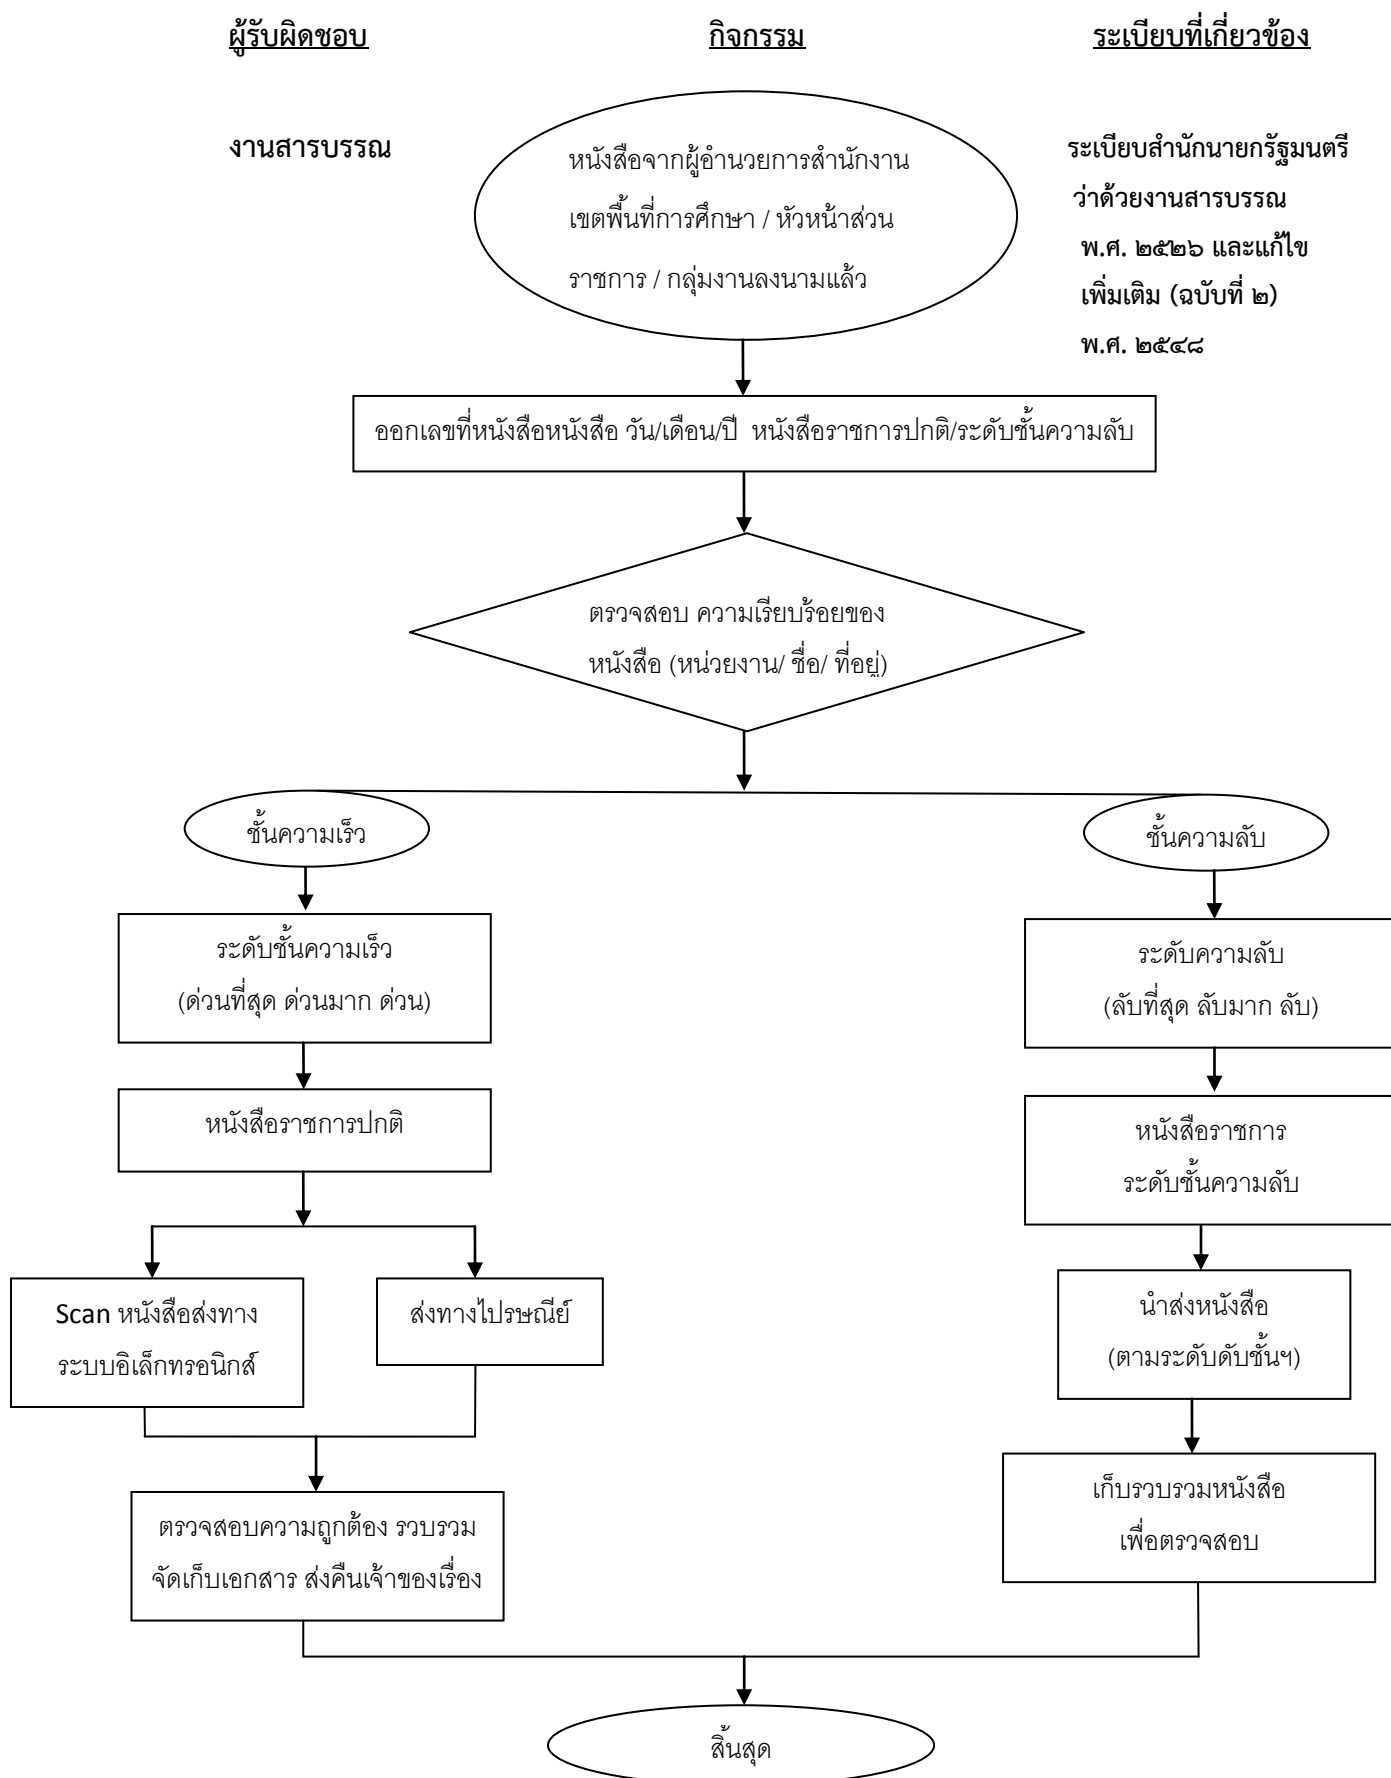 ผู้รับผิดชอบ
กิจกรรม
ระเบียบที่เกี่ยวข้อง
งานสารบรรณ
หนังสือจากผู้อำนวยการสำนักงาน
เขตพื้นที่การศึกษา / หัวหน้าส่วน
ราชการ / กลุ่มงานลงนามแล้ว
ระเบียบสำนักนายกรัฐมนตรี
ว่าด้วยงานสารบรรณ
พ.ศ. ๒๕๒๖ และแก้ไข
เพิ่มเติม (ฉบับที่ ๒)
พ.ศ. ๒๕๔๘
ออกเลขที่หนังสือหนังสือ วัน/เดือน/ปี หนังสือราชการปกติ/ระดับชั้นความลับ
ตรวจสอบ ความเรียบร้อยของ
หนังสือ (หน่วยงาน/ ชื่อ/ ที่อยู่)
ชั้นความเร็ว
ระดับชั้นความเร็ว
(ด่วนที่สุด ด่วนมาก ด่วน)
หนังสือราชการปกติ
Scan หนังสือส่งทาง
ระบบอิเล็กทรอนิกส์
ส่งทางไปรษณีย์
ตรวจสอบความถูกต้อง รวบรวม
จัดเก็บเอกสาร ส่งคืนเจ้าของเรื่อง
ชั้นความลับ
ระดับความลับ
(ลับที่สุด ลับมาก ลับ)
หนังสือราชการ
ระดับชั้นความลับ
นำส่งหนังสือ
(ตามระดับดับชั้นฯ)
เก็บรวบรวมหนังสือ
เพื่อตรวจสอบ
สิ้นสุด